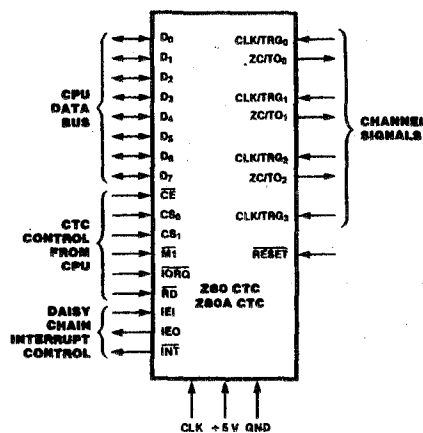 CPU
DATA
BUS
D0
D1
D2
D3
D4
D5
D6
D7
CTC
CONTROL
FROM
CPU
CE
CS0
CS1
M1
IORQ
RD
DAISY
CHAIN
INTERRUPT
CONTROL
IEI
IEO
INT
CLK/TRG0
ZC/TO0
CLK/TRG1
ZC/TO1
CLK/TRG2
ZC/TO2
CLK/TRG3
RESET
CHANNEL
SIGNALS
Z80 CTC
Z80A CTC
CLK +5 V GND